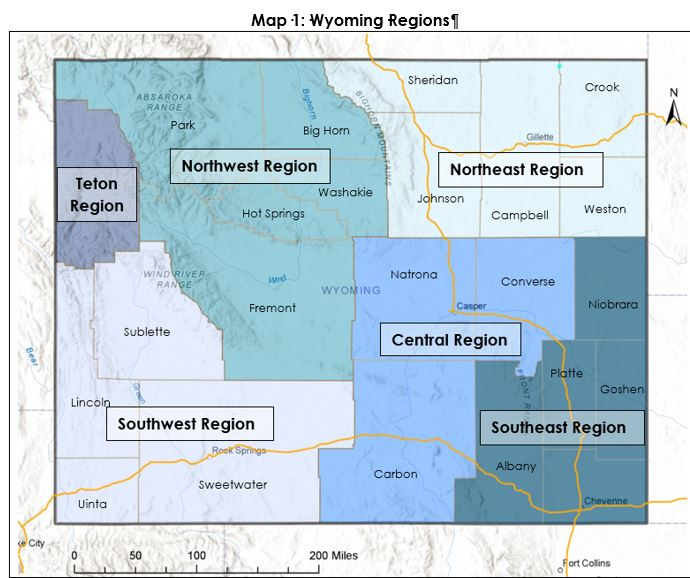 Map 1: Wyoming Regions¶
Sheridan
Crook
N
ABSAROKA
RANGE
Park
Bighorn
BIGHORN MOUNTAINS
Big Horn
Gillette
Northwest Region
Northeast Region
Teton
Region
Washakie
Johnson
Hot Springs
Campbell
Weston
WIND RIVER
RANGE
Wind
WYOMING
Natrona
Converse
Fremont
Casper
Niobrara
Sublette
Central Region
Bear
Platte
Green
FRONT
Goshen
Lincoln
Southwest Region
Southeast Region
Rock Springs
Albany
Carbon
Sweetwater
Uinta
Cheyenne
ke City
0 50 100 200 Miles
Fort Collins